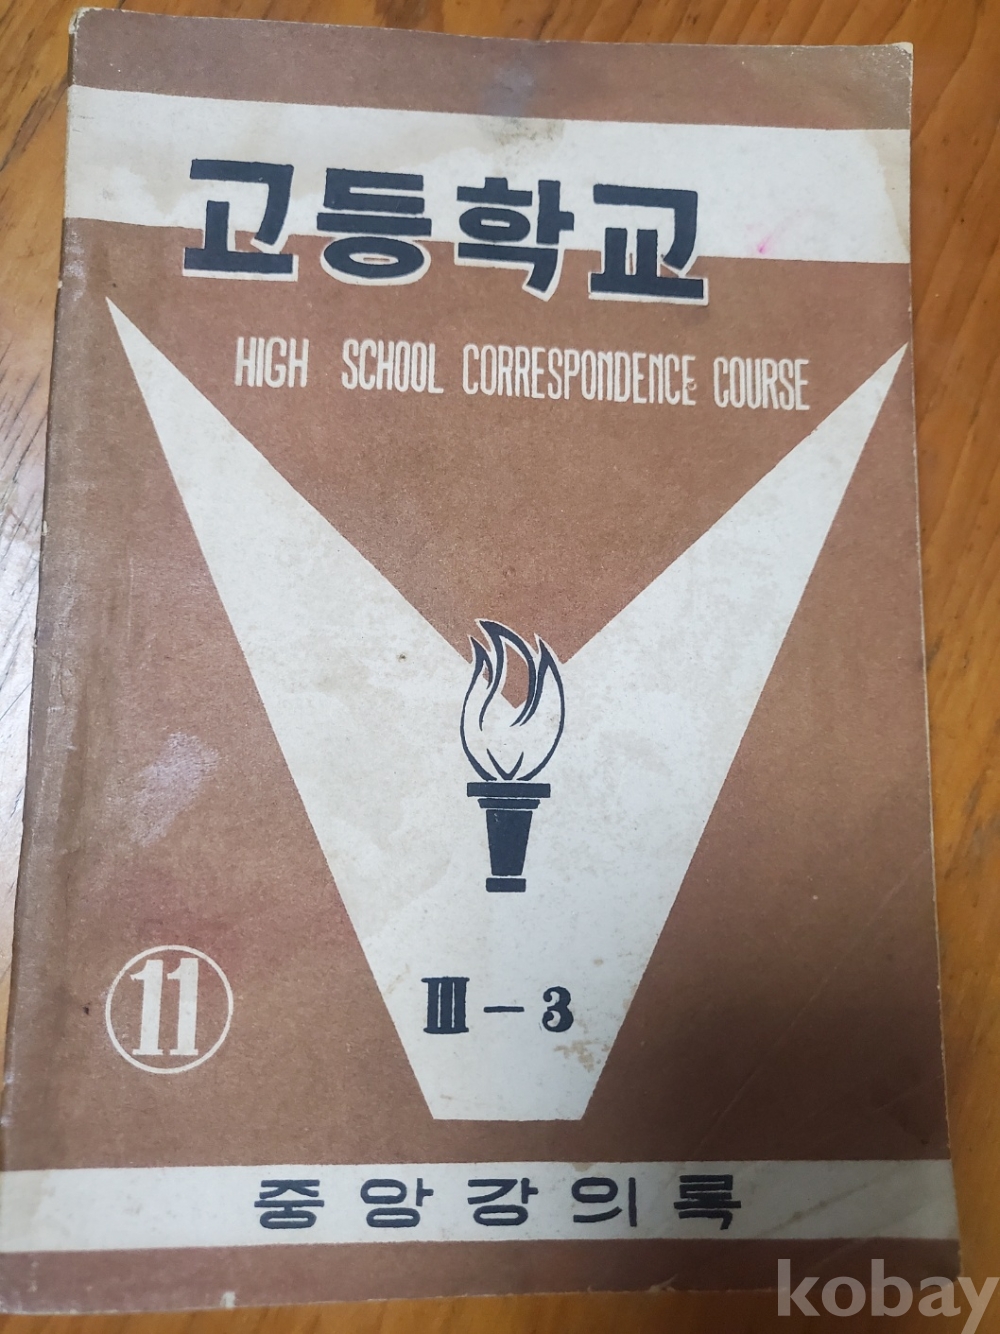 고등학교
HIGH SCHOOL CORRESPONDENCE COURSE
III-3
11
중앙강의록
kobay